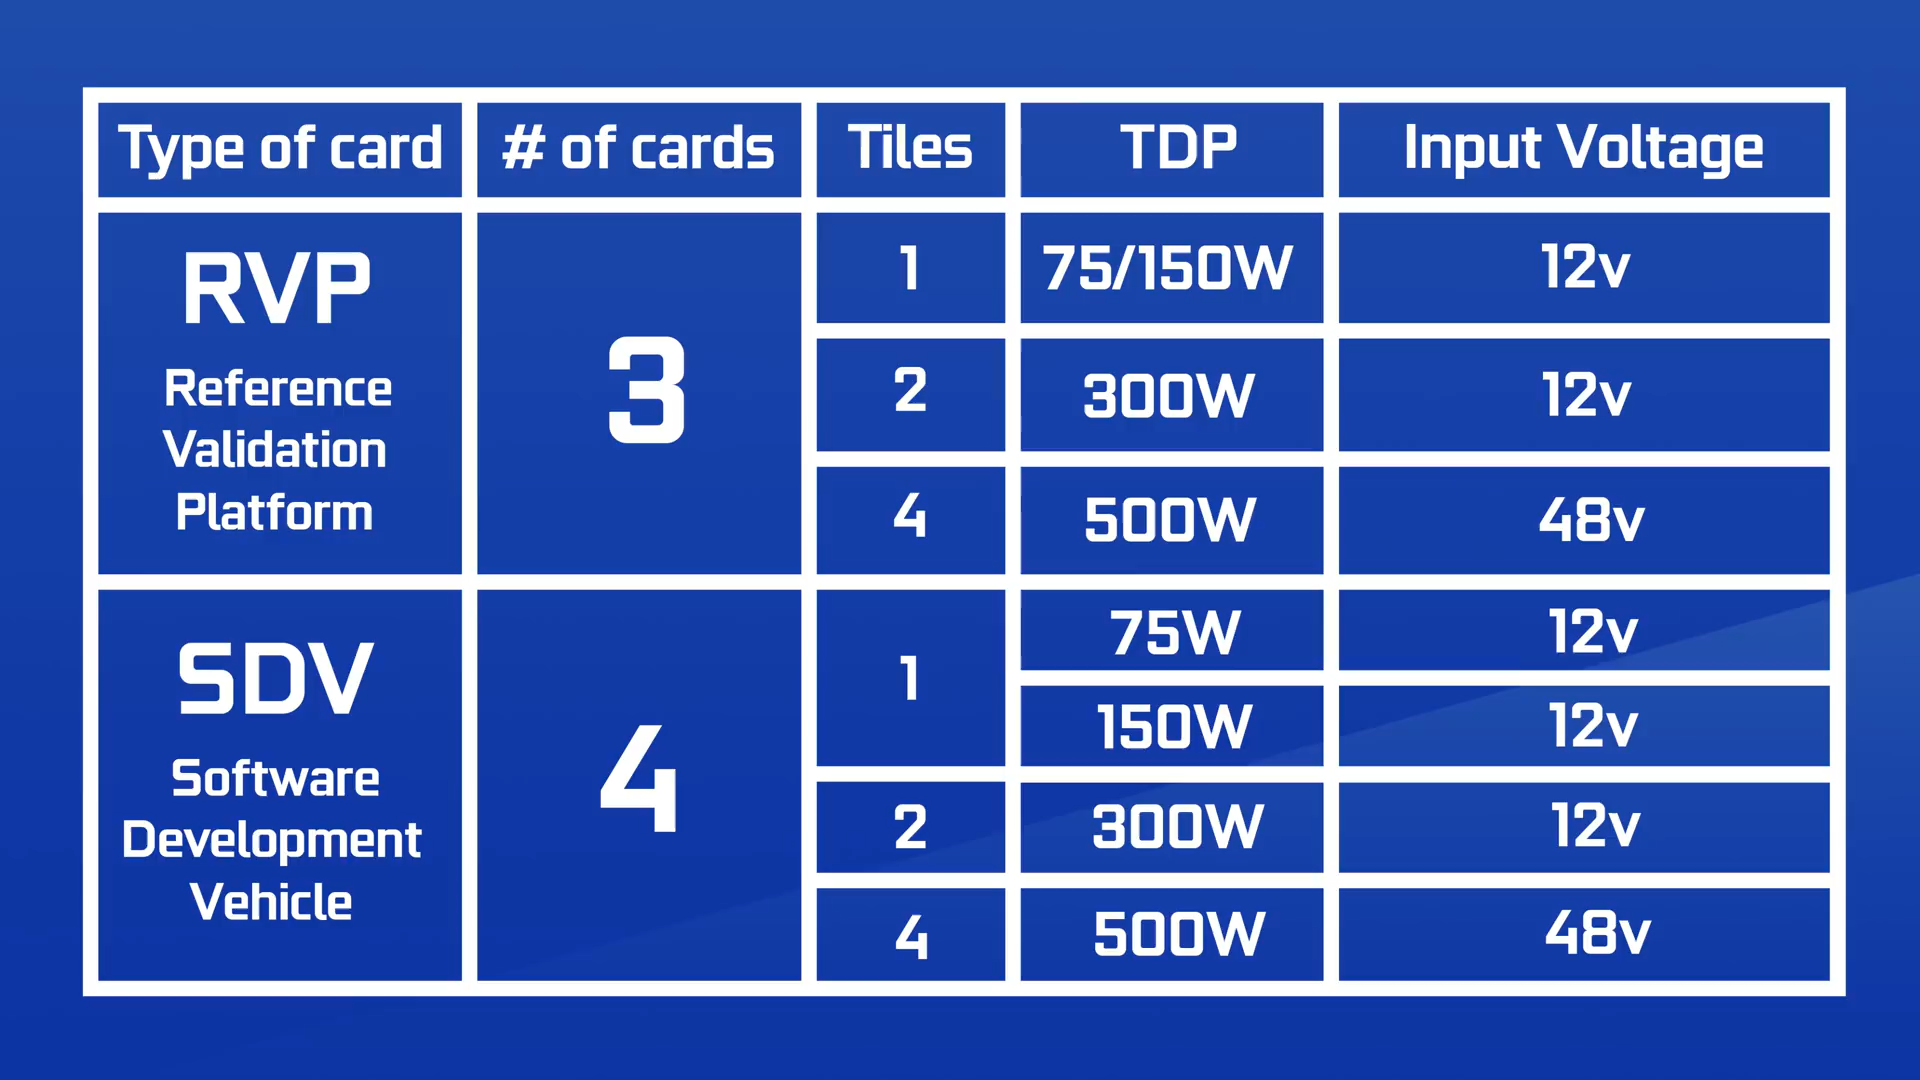 Type of card # of cards Tiles TDP Input Voltage
RVP
Reference
Validation
Platform
3
1 75/150W 12v
2 300W 12v
4 500W 48v
SDV
Software
Development
Vehicle
4
1 75W 12v
150W 12v
2 300W 12v
4 500W 48v